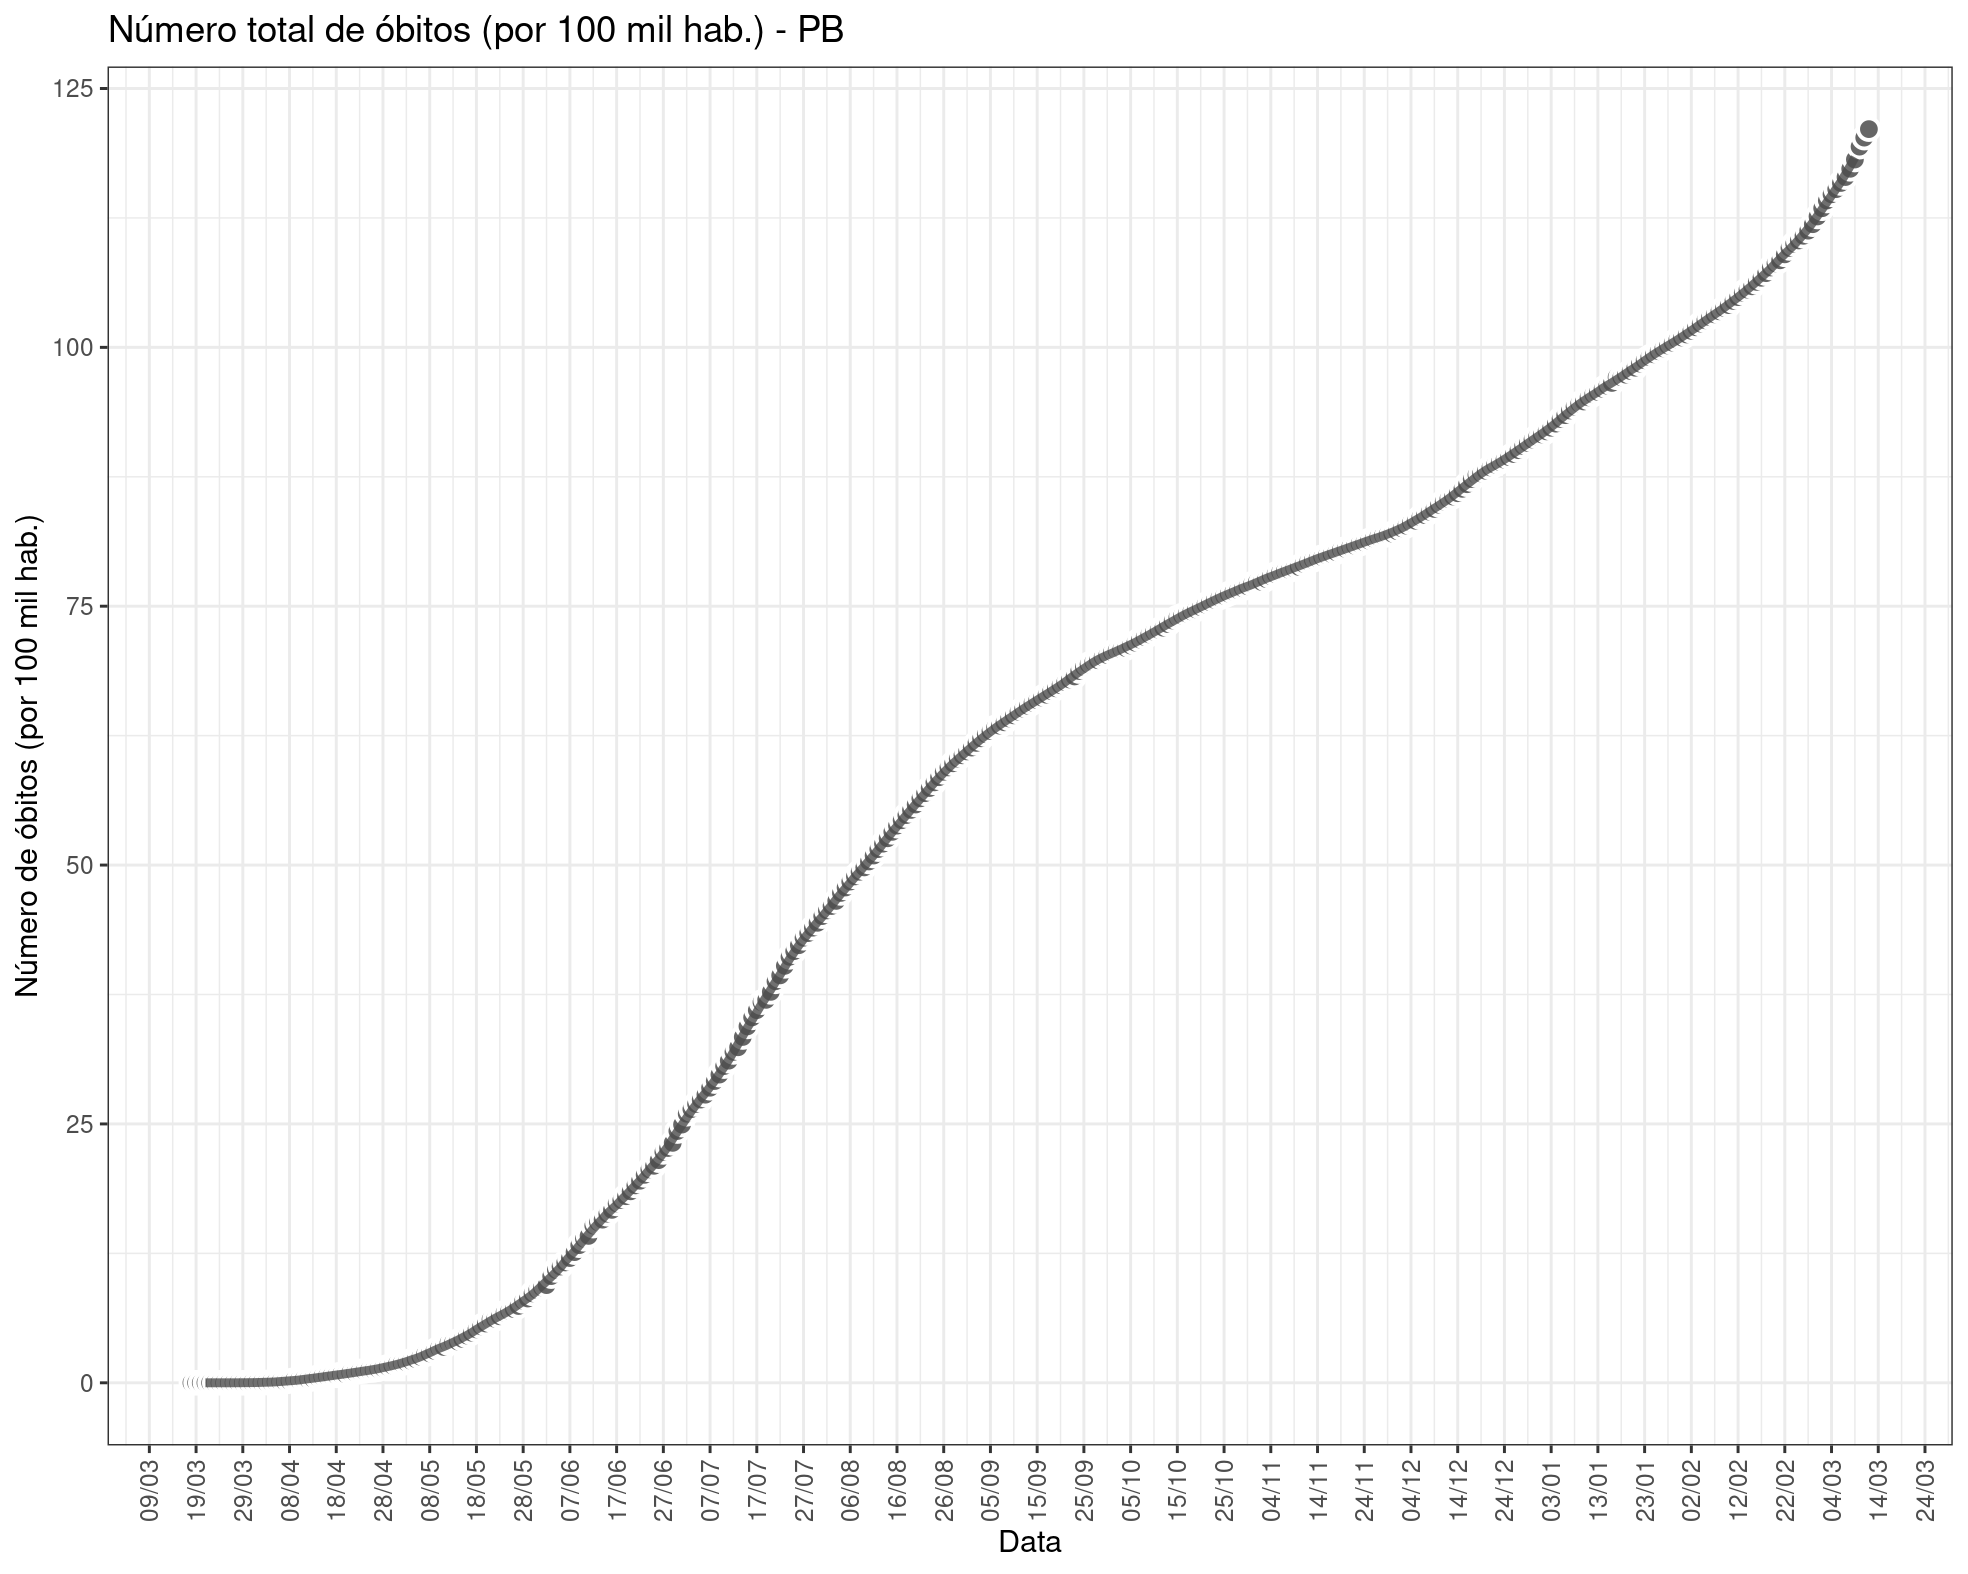 Número total de óbitos (por 100 mil hab.) - PB
Número de óbitos (por 100 mil hab.)
125
100
75
50
25
0
09/03 19/03 29/03 08/04 18/04 28/04 08/05 18/05 28/05 07/06 17/06 27/06 07/07 17/07 27/07 06/08 16/08 26/08 05/09 15/09 25/09 05/10 15/10 25/10 04/11 14/11 24/11 04/12 14/12 24/12 03/01 13/01 23/01 02/02 12/02 22/02 04/03 14/03 24/03
Data